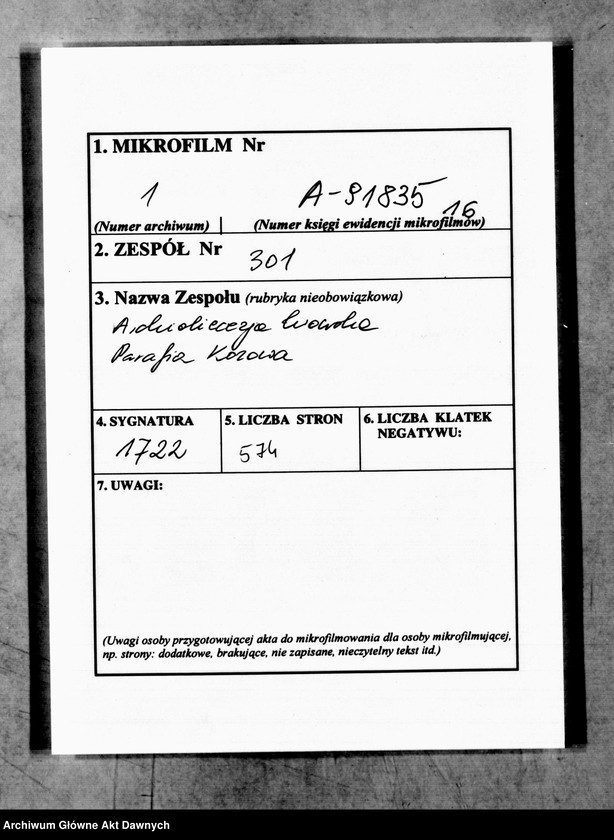 1. MIKROFILM Nr
1 A-91835 16
(Numer archiwum) (Numer księgi ewidencji mikrofilmów)
2. ZESPÓŁ Nr 301
3. Nazwa Zespołu (rubryka nieobowiązkowa)
Archidiecezja Lwowska
Parafia Kozowa
4. SYGNATURA
1722
5. LICZBA STRON
574
6. LICZBA KLATEK
NEGATYWU:
7. UWAGI:
(Uwagi osoby przygotowującej akta do mikrofilmowania dla osoby mikrofilmującej,
np. strony: dodatkowe, brakujące, nie zapisane, nieczytelny tekst itd.)
Archiwum Główne Akt Dawnych